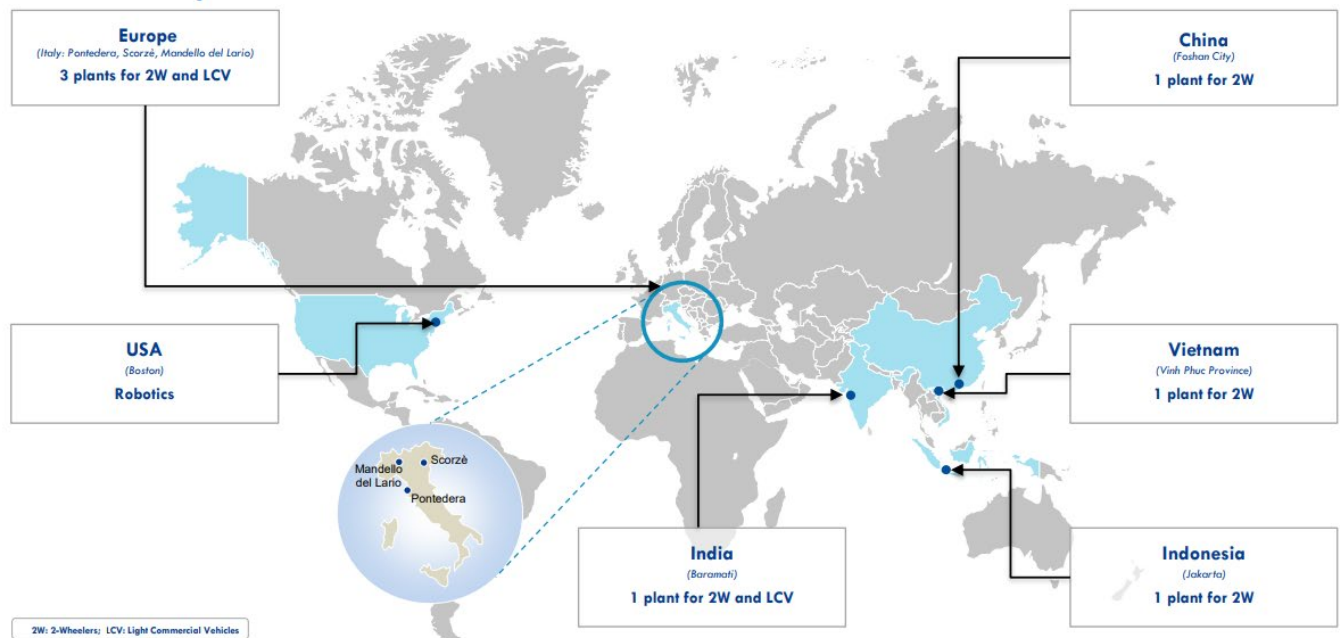 Europe
(Italy: Pontedera, Scorzè, Mandello del Lario)
3 plants for 2W and LCV
China
(Foshan City)
1 plant for 2W
USA
(Boston)
Robotics
Vietnam
(Vinh Phuc Province)
1 plant for 2W
Mandello
del Lario
Scorzè
Pontedera
India
(Baramati)
1 plant for 2W and LCV
Indonesia
(Jakarta)
1 plant for 2W
2W: 2-Wheelers; LCV: Light Commercial Vehicles